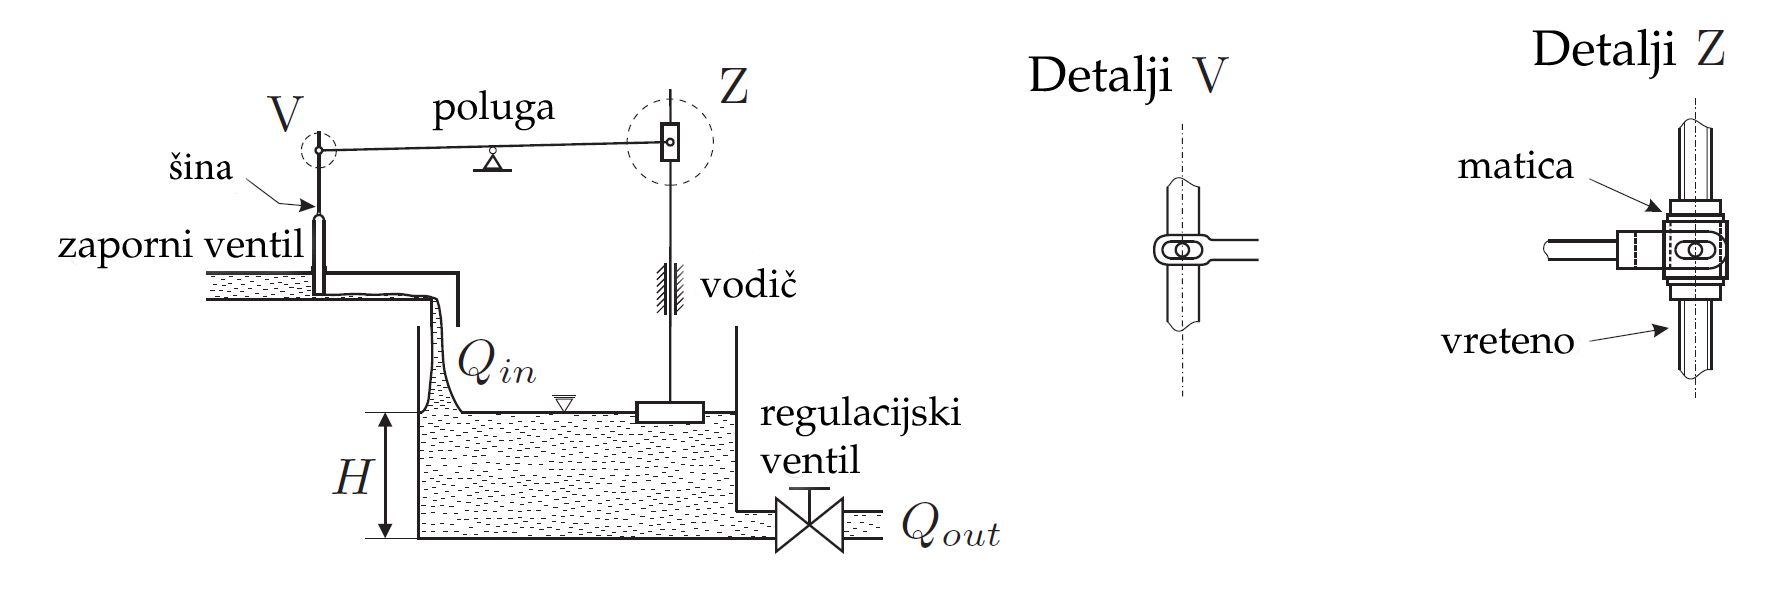 V
poluga
Z
šina
zaporni ventil
vodič
Q_{in}
regulacijski
ventil
H
Q_{out}
Detalji V
Detalji Z
matica
vreteno